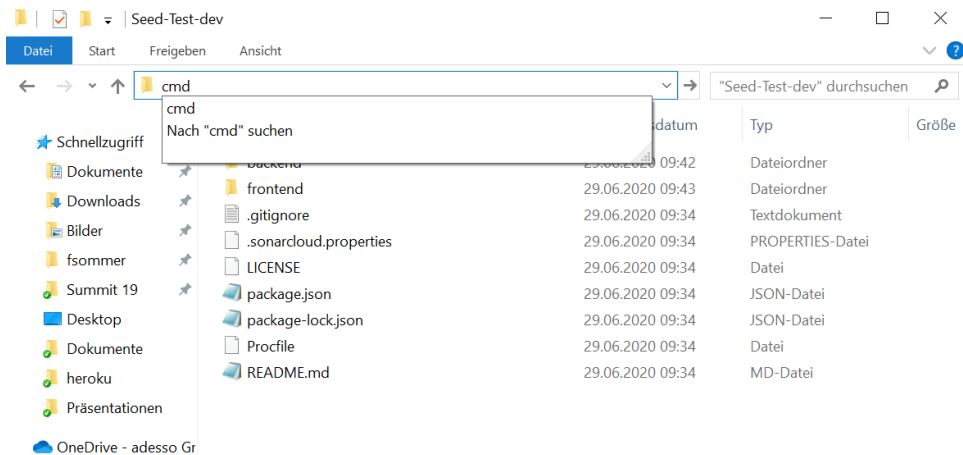 Seed-Test-dev
Datei Start Freigeben Ansicht
cmd "Seed-Test-dev" durchsuchen
cmd
Nach "cmd" suchen
sdatum Typ Größe
Schnellzugriff
Dokumente
Downloads
Bilder
fsommer
Summit 19
Desktop
Dokumente
heroku
Präsentationen
OneDrive - adesso Gr
backend 29.06.2020 09:42 Dateiordner
frontend 29.06.2020 09:43 Dateiordner
.gitignore 29.06.2020 09:34 Textdokument
.sonarcloud.properties 29.06.2020 09:34 PROPERTIES-Datei
LICENSE 29.06.2020 09:34 Datei
package.json 29.06.2020 09:34 JSON-Datei
package-lock.json 29.06.2020 09:34 JSON-Datei
Procfile 29.06.2020 09:34 Datei
README.md 29.06.2020 09:34 MD-Datei